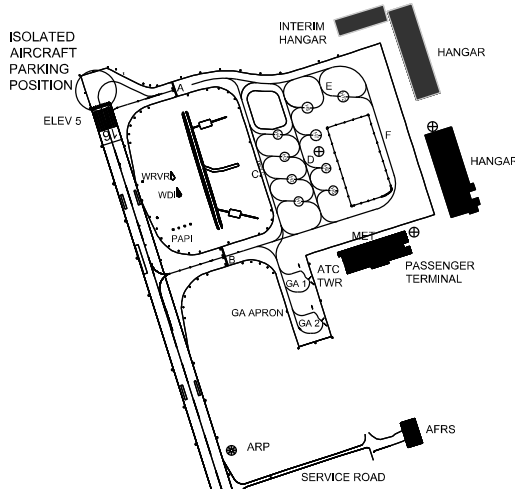 ISOLATED
AIRCRAFT
PARKING
POSITION
INTERIM
HANGAR
HANGAR
A
E
ELEV 5
16
F
C
D
HANGAR
WRVR
WDI
PAPI
MET
B
ATC
TWR
PASSENGER
TERMINAL
GA 1
GA APRON
GA 2
ARP
AFRS
SERVICE ROAD